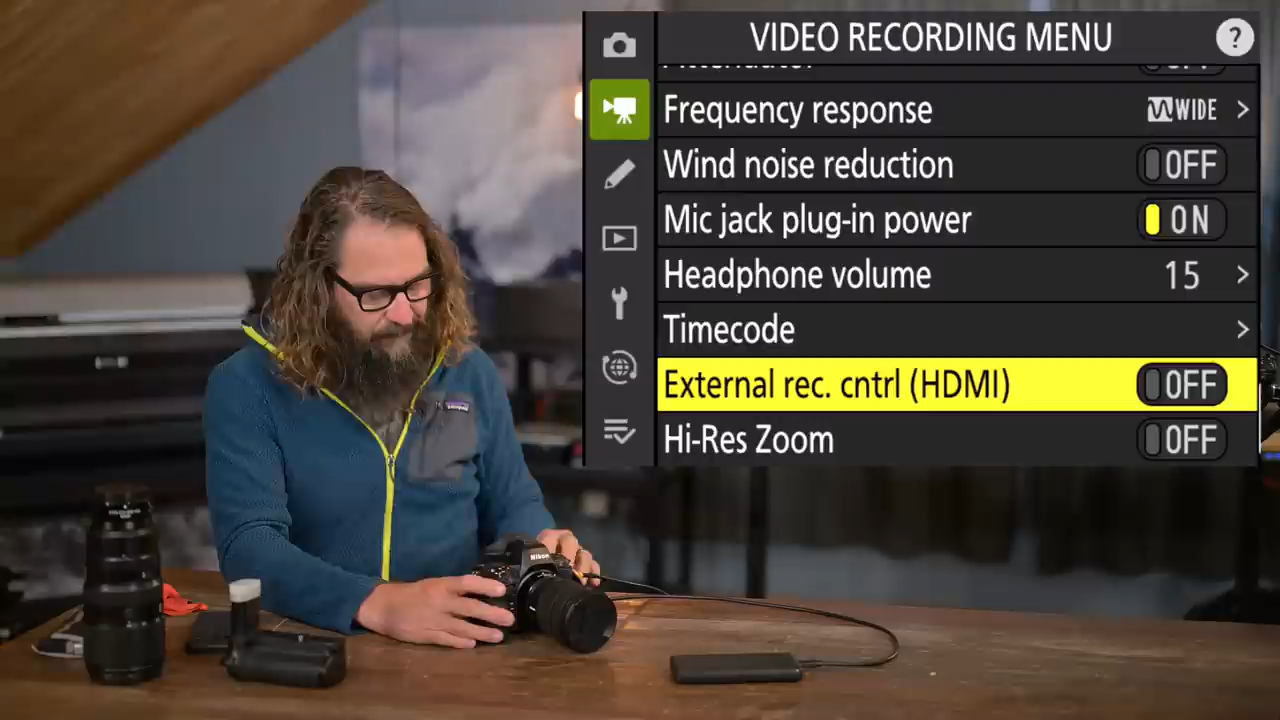 VIDEO RECORDING MENU
?
Frequency response WIDE >
Wind noise reduction OFF
Mic jack plug-in power ON
Headphone volume 15 >
Timecode >
External rec. cntrl (HDMI) OFF
Hi-Res Zoom OFF
Nikon